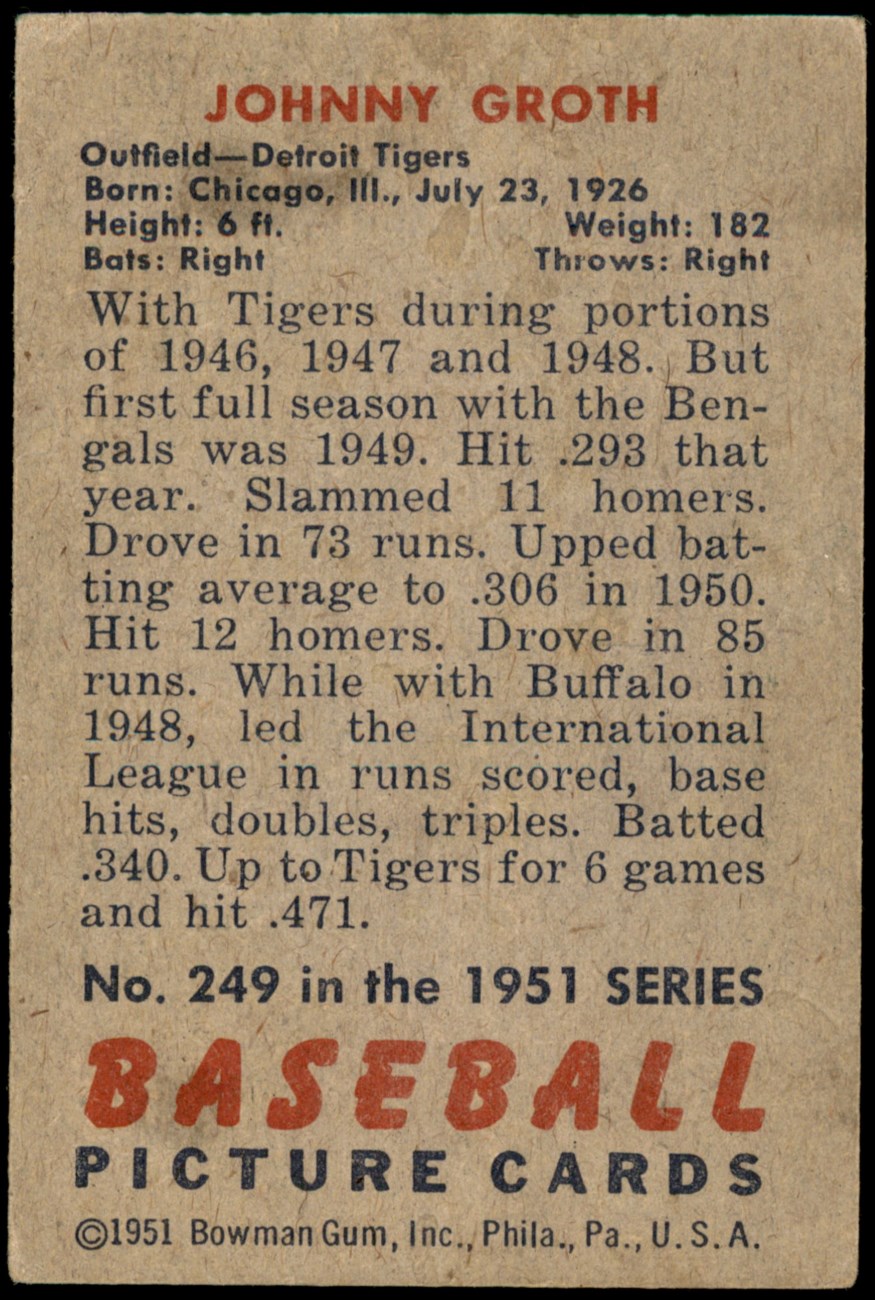 JOHNNY GROTH
Outfield—Detroit Tigers
Born: Chicago, Ill., July 23, 1926
Height: 6 ft. Weight: 182
Bats: Right Throws: Right
With Tigers during portions
of 1946, 1947 and 1948. But
first full season with the Ben-
gals was 1949. Hit .293 that
year. Slammed 11 homers.
Drove in 73 runs. Upped bat-
ting average to .306 in 1950.
Hit 12 homers. Drove in 85
runs. While with Buffalo in
1948, led the International
League in runs scored, base
hits, doubles, triples. Batted
.340. Up to Tigers for 6 games
and hit .471.
No. 249 in the 1951 SERIES
BASEBALL
PICTURE CARDS
©1951 Bowman Gum, Inc., Phila., Pa., U.S.A.